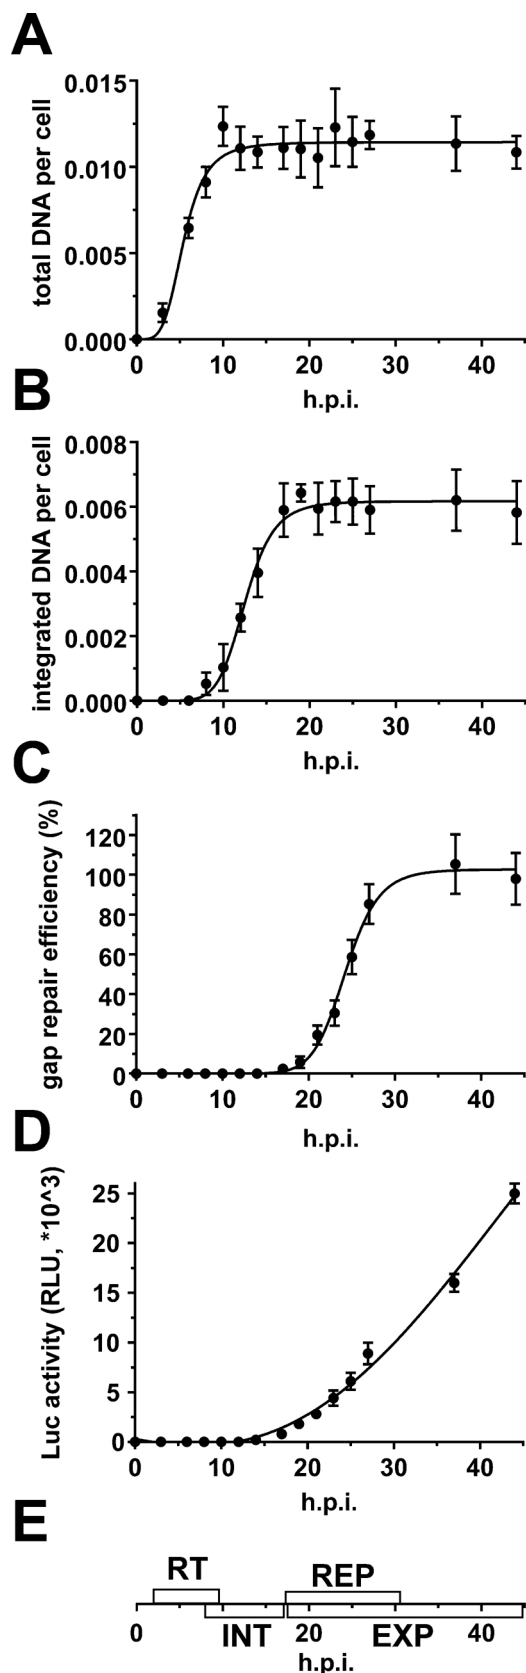 A
total DNA per cell
0.015
0.010
0.005
0.000
0 10 20 30 40
h.p.i.
B
integrated DNA per cell
0.008
0.006
0.004
0.002
0.000
0 10 20 30 40
h.p.i.
C
gap repair efficiency (%)
120
100
80
60
40
20
0
0 10 20 30 40
h.p.i.
D
Luc activity (RLU, *10^3)
25
20
15
10
5
0
0 10 20 30 40
h.p.i.
E
RT REP
0 INT 20 EXP 40
h.p.i.